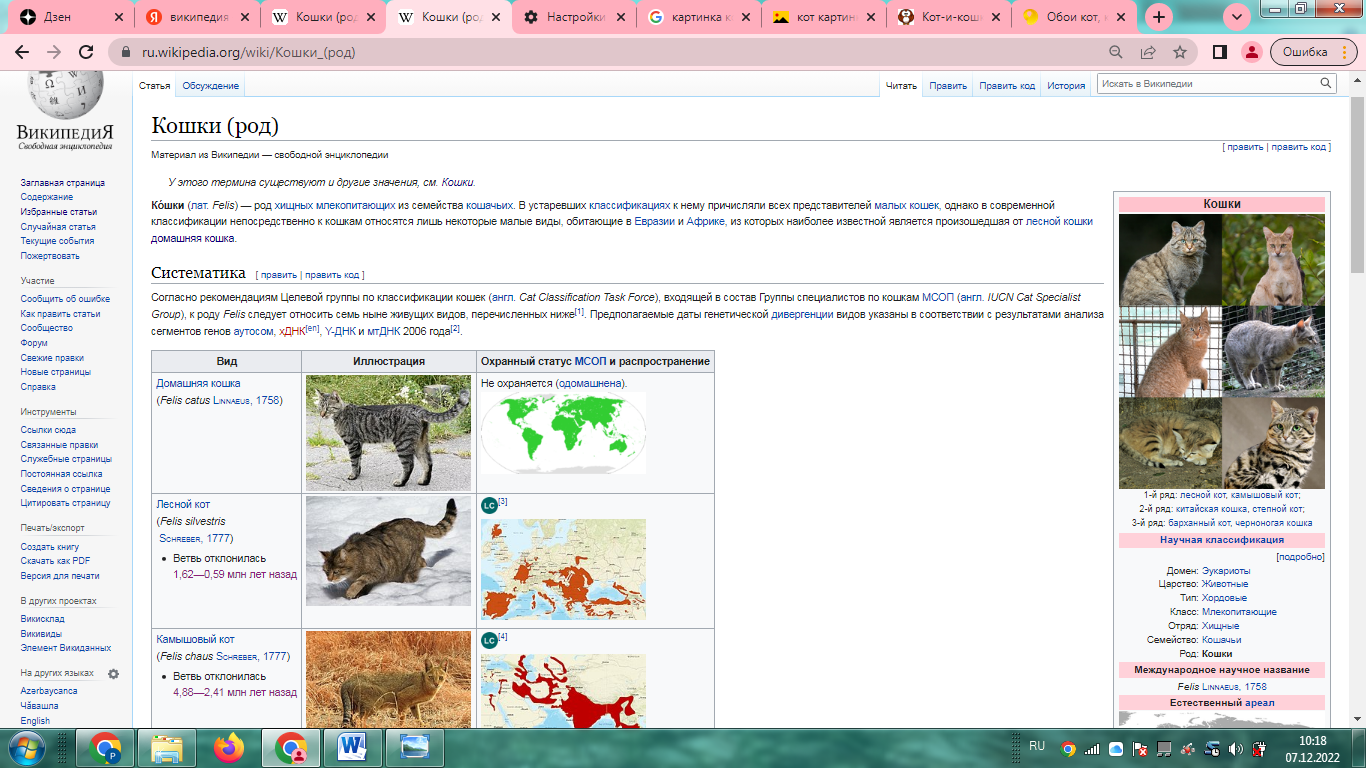 Дзен
википедия
Кошки (род
Кошки (род
Настройки
картинка к
кот картин
Кот-и-кош
Обои кот,
ru.wikipedia.org/wiki/Кошки_(род)
Ошибка
ВИКИПЕДИЯ
Свободная энциклопедия
Заглавная страница
Содержание
Избранные статьи
Случайная статья
Текущие события
Пожертвовать
Участие
Сообщить об ошибке
Как править статьи
Сообщество
Форум
Свежие правки
Новые страницы
Справка
Инструменты
Ссылки сюда
Связанные правки
Служебные страницы
Постоянная ссылка
Сведения о странице
Цитировать страницу
Печать/экспорт
Создать книгу
Скачать как PDF
Версия для печати
В других проектах
Викисклад
Викивиды
Элемент Викиданных
На других языках
Azərbaycanca
Чӑвашла
English
Статья Обсуждение
Читать Править Править код История
Искать в Википедии
Кошки (род)
[ править | править код ]
Материал из Википедии — свободной энциклопедии
У этого термина существуют и другие значения, см. Кошки.
Ко́шки (лат. Felis) — род хищных млекопитающих из семейства кошачьих. В устаревших классификациях к нему причисляли всех представителей малых кошек, однако в современной
классификации непосредственно к кошкам относятся лишь некоторые малые виды, обитающие в Евразии и Африке, из которых наиболее известной является произошедшая от лесной кошки
домашняя кошка.
Систематика [ править | править код ]
Согласно рекомендациям Целевой группы по классификации кошек (англ. Cat Classification Task Force), входящей в состав Группы специалистов по кошкам МСОП (англ. IUCN Cat Specialist
Group), к роду Felis следует относить семь ныне живущих видов, перечисленных ниже[1]. Предполагаемые даты генетической дивергенции видов указаны в соответствии с результатами анализа
сегментов генов аутосом, хДНК[en], Y-ДНК и мтДНК 2006 года[2].
Вид Иллюстрация Охранный статус МСОП и распространение
Домашняя кошка
(Felis catus Linnaeus, 1758)
Не охраняется (одомашнена).
Лесной кот
(Felis silvestris
Schreber, 1777)
• Ветвь отклонилась
1,62—0,59 млн лет назад
LC[3]
Камышовый кот
(Felis chaus Schreber, 1777)
• Ветвь отклонилась
4,88—2,41 млн лет назад
LC[4]
Кошки
1-й ряд: лесной кот, камышовый кот;
2-й ряд: китайская кошка, степной кот;
3-й ряд: барханный кот, черноногая кошка
Научная классификация
[подробно]
Домен: Эукариоты
Царство: Животные
Тип: Хордовые
Класс: Млекопитающие
Отряд: Хищные
Семейство: Кошачьи
Род: Кошки
Международное научное название
Felis Linnaeus, 1758
Естественный ареал
RU
10:18
07.12.2022